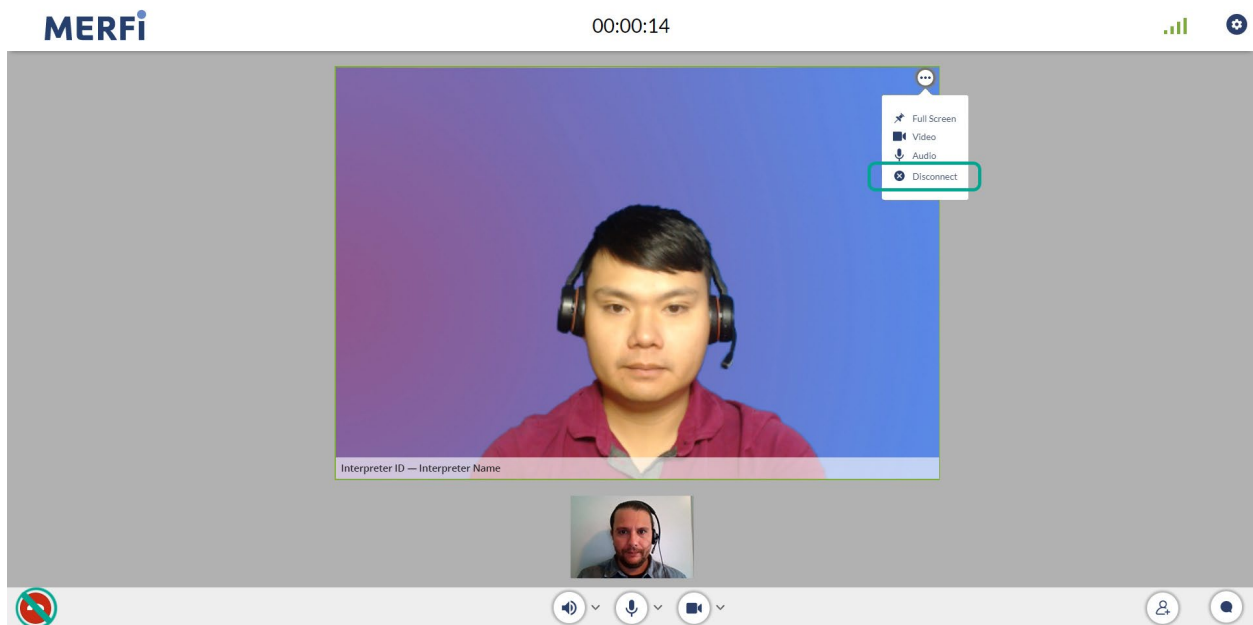 MERFi
00:00:14
Full Screen
Video
Audio
Disconnect
Interpreter ID — Interpreter Name